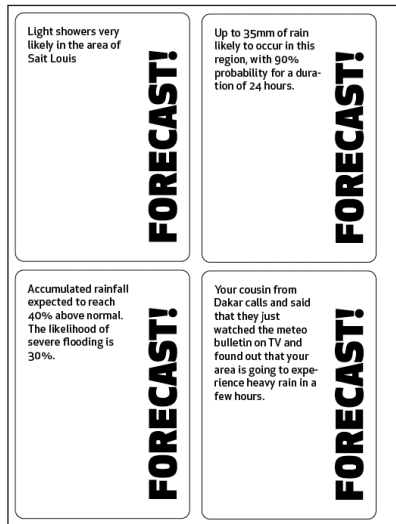 Light showers very
likely in the area of
Sait Louis
FORECAST!
Up to 35mm of rain
likely to occur in this
region, with 90%
probability for a dura-
tion of 24 hours.
FORECAST!
Accumulated rainfall
expected to reach
40% above normal.
The likelihood of
severe flooding is
30%.
FORECAST!
Your cousin from
Dakar calls and said
that they just
watched the meteo
bulletin on TV and
found out that your
area is going to expe-
rience heavy rain in a
few hours.
FORECAST!